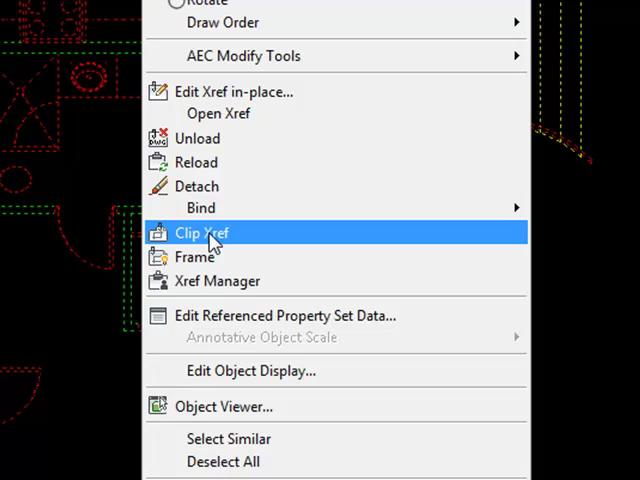 Rotate
Draw Order
AEC Modify Tools
Edit Xref in-place...
Open Xref
Unload
Reload
Detach
Bind
Clip Xref
Frame
Xref Manager
Edit Referenced Property Set Data...
Annotative Object Scale
Edit Object Display...
Object Viewer...
Select Similar
Deselect All